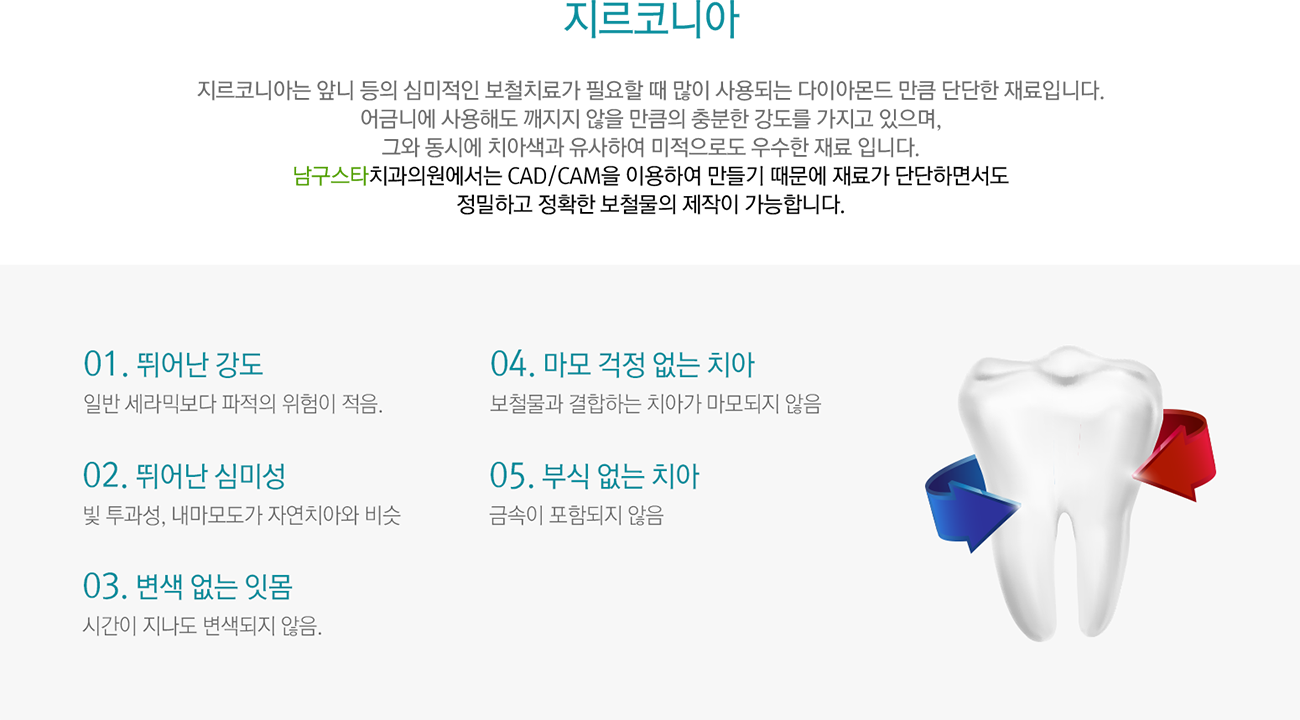 지르코니아
지르코니아는 앞니 등의 심미적인 보철치료가 필요할 때 많이 사용되는 다이아몬드 만큼 단단한 재료입니다.
어금니에 사용해도 깨지지 않을 만큼의 충분한 강도를 가지고 있으며,
그와 동시에 치아색과 유사하여 미적으로도 우수한 재료 입니다.
남구스타치과의원에서는 CAD/CAM을 이용하여 만들기 때문에 재료가 단단하면서도
정밀하고 정확한 보철물의 제작이 가능합니다.
01. 뛰어난 강도
일반 세라믹보다 파적의 위험이 적음.
02. 뛰어난 심미성
빛 투과성, 내마모도가 자연치아와 비슷
03. 변색 없는 잇몸
시간이 지나도 변색되지 않음.
04. 마모 걱정 없는 치아
보철물과 결합하는 치아가 마모되지 않음
05. 부식 없는 치아
금속이 포함되지 않음